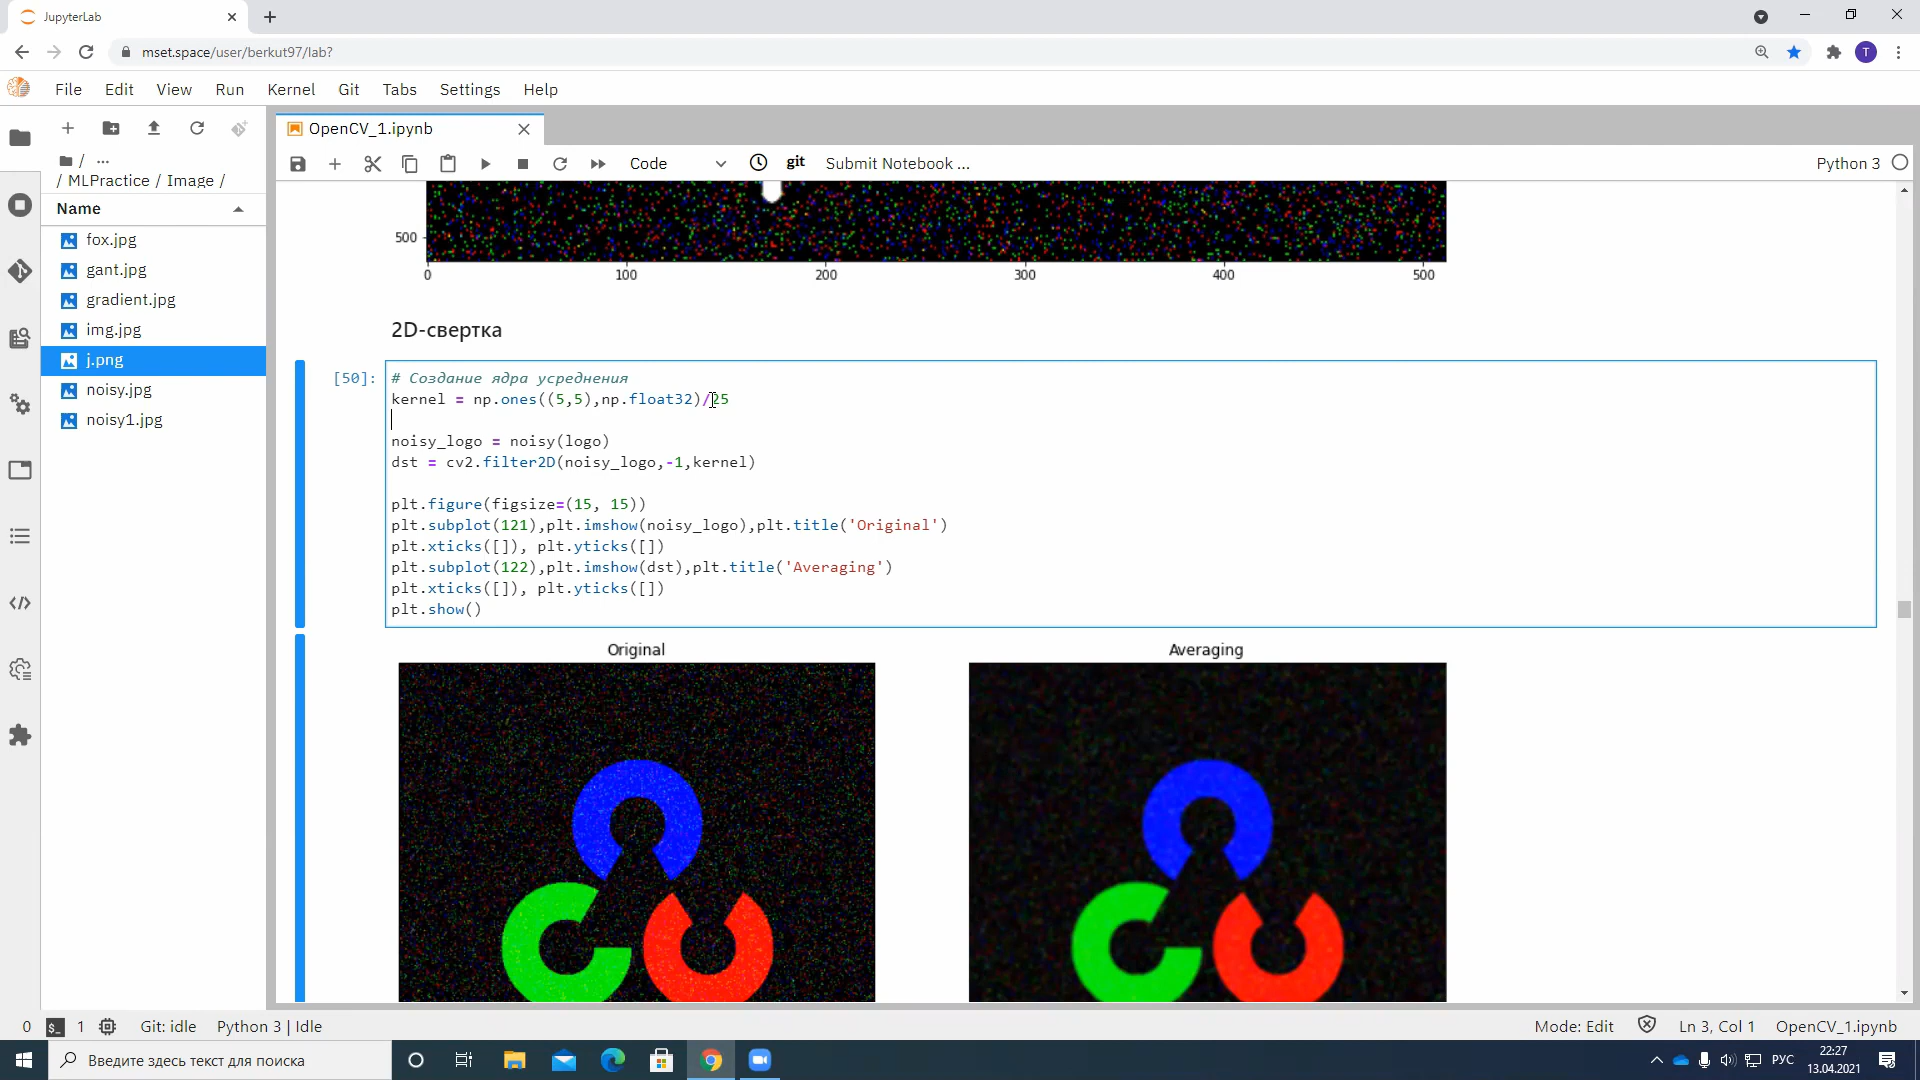 JupyterLab
mset.space/user/berkut97/lab?
T
File Edit View Run Kernel Git Tabs Settings Help
OpenCV_1.ipynb
Code
git
Submit Notebook ...
Python 3
/ ...
/ MLPractice / Image /
Name
fox.jpg
gant.jpg
gradient.jpg
img.jpg
j.png
noisy.jpg
noisy1.jpg
500
0 100 200 300 400 500
2D-свертка
[50]:
# Создание ядра усреднения
kernel = np.ones((5,5),np.float32)/25
noisy_logo = noisy(logo)
dst = cv2.filter2D(noisy_logo,-1,kernel)
plt.figure(figsize=(15, 15))
plt.subplot(121),plt.imshow(noisy_logo),plt.title('Original')
plt.xticks([]), plt.yticks([])
plt.subplot(122),plt.imshow(dst),plt.title('Averaging')
plt.xticks([]), plt.yticks([])
plt.show()
Original Averaging
0 $_ 1 Git: idle Python 3 | Idle Mode: Edit Ln 3, Col 1 OpenCV_1.ipynb
Введите здесь текст для поиска
РУС
22:27
13.04.2021